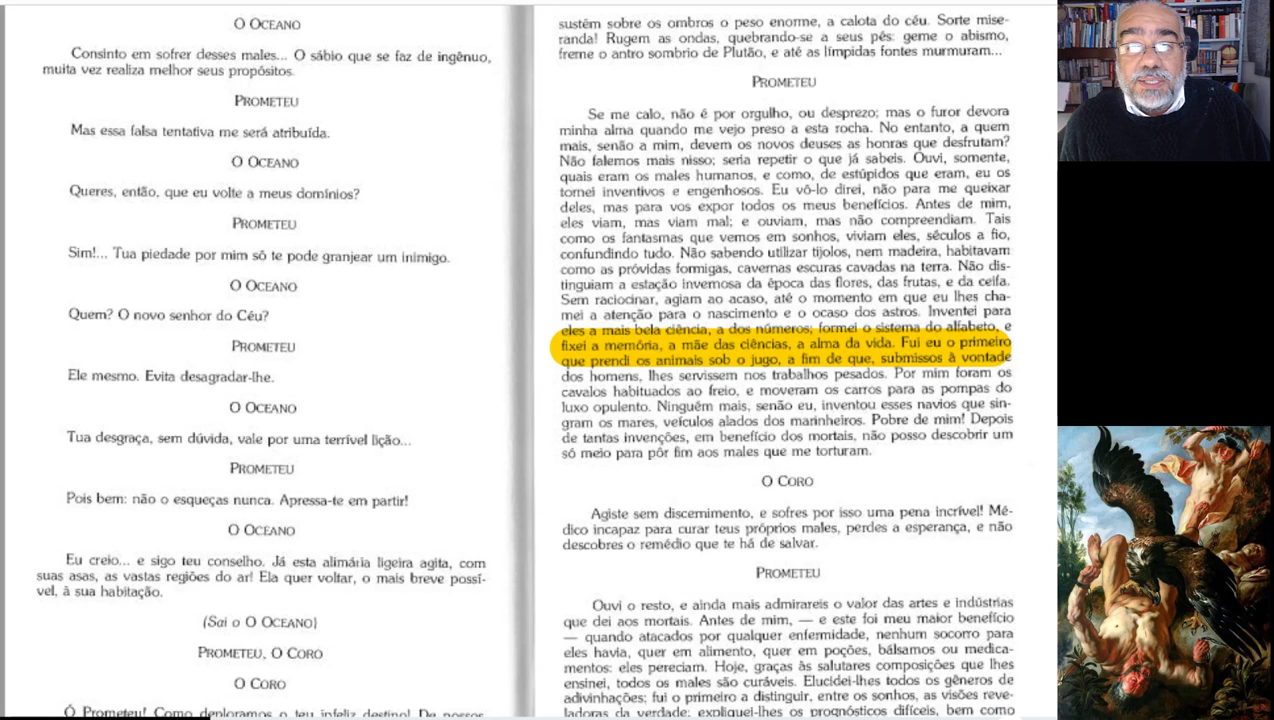 O OCEANO
Consinto em sofrer desses males... O sábio que se faz de ingênuo,
muita vez realiza melhor seus propósitos.
PROMETEU
Mas essa falsa tentativa me será atribuída.
O OCEANO
Queres, então, que eu volte a meus domínios?
PROMETEU
Sim!... Tua piedade por mim só te pode granjear um inimigo.
O OCEANO
Quem? O novo senhor do Céu?
PROMETEU
Ele mesmo. Evita desagradar-lhe.
O OCEANO
Tua desgraça, sem dúvida, vale por uma terrível lição...
PROMETEU
Pois bem: não o esqueças nunca. Apressa-te em partir!
O OCEANO
Eu creio... e sigo teu conselho. Já esta alimária ligeira agita, com
suas asas, as vastas regiões do ar! Ela quer voltar, o mais breve possí-
vel, à sua habitação.
(Sai o O OCEANO)
PROMETEU, O CORO
O CORO
Ó Prometeu! Como deploramos o teu infeliz destino! De nossos
sustêm sobre os ombros o peso enorme, a calota do céu. Sorte mise-
randa! Rugem as ondas, quebrando-se a seus pés; geme o abismo,
freme o antro sombrio de Plutão, e até as límpidas fontes murmuram...
PROMETEU
Se me calo, não é por orgulho, ou desprezo; mas o furor devora
minha alma quando me vejo preso a esta rocha. No entanto, a quem
mais, senão a mim, devem os novos deuses as honras que desfrutam?
Não falemos mais nisso; seria repetir o que já sabeis. Ouvi, somente,
quais eram os males humanos, e como, de estúpidos que eram, eu os
tornei inventivos e engenhosos. Eu vô-lo direi, não para me queixar
deles, mas para vos expor todos os meus benefícios. Antes de mim,
eles viam, mas viam mal; e ouviam, mas não compreendiam. Tais
como os fantasmas que vemos em sonhos, viviam eles, séculos a fio,
confundindo tudo. Não sabendo utilizar tijolos, nem madeira, habitavam
como as próvidas formigas, cavernas escuras cavadas na terra. Não dis-
tinguiam a estação invernosa da época das flores, das frutas, e da ceifa.
Sem raciocinar, agiam ao acaso, até o momento em que eu lhes cha-
mei a atenção para o nascimento e o ocaso dos astros. Inventei para
eles a mais bela ciência, a dos números; formei o sistema do alfabeto, e
fixei a memória, a mãe das ciências, a alma da vida. Fui eu o primeiro
que prendi os animais sob o jugo, a fim de que, submissos à vontade
dos homens, lhes servissem nos trabalhos pesados. Por mim foram os
cavalos habituados ao freio, e moveram os carros para as pompas do
luxo opulento. Ninguém mais, senão eu, inventou esses navios que sin-
gram os mares, veículos alados dos marinheiros. Pobre de mim! Depois
de tantas invenções, em benefício dos mortais, não posso descobrir um
só meio para pôr fim aos males que me torturam.
O CORO
Agiste sem discernimento, e sofres por isso uma pena incrível! Mé-
dico incapaz para curar teus próprios males, perdes a esperança, e não
descobres o remédio que te há de salvar.
PROMETEU
Ouvi o resto, e ainda mais admirareis o valor das artes e indústrias
que dei aos mortais. Antes de mim, — e este foi meu maior benefício
— quando atacados por qualquer enfermidade, nenhum socorro para
eles havia, quer em alimento, quer em poções, bálsamos ou medica-
mentos: eles pereciam. Hoje, graças às salutares composições que lhes
ensinei, todos os males são curáveis. Elucidei-lhes todos os gêneros de
adivinhações; fui o primeiro a distinguir, entre os sonhos, as visões reve-
ladoras da verdade; expliquei-lhes os prognósticos difíceis, bem como